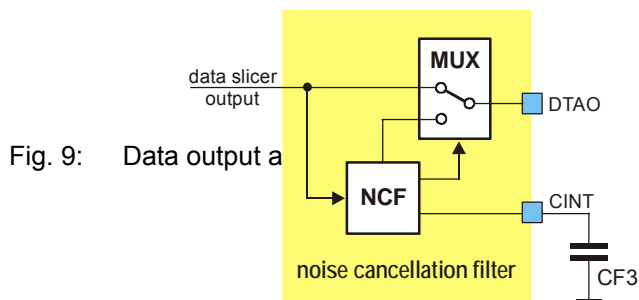 MUX
data slicer
output
DTAO
Fig. 9: Data output a
NCF
CINT
noise cancellation filter
CF3